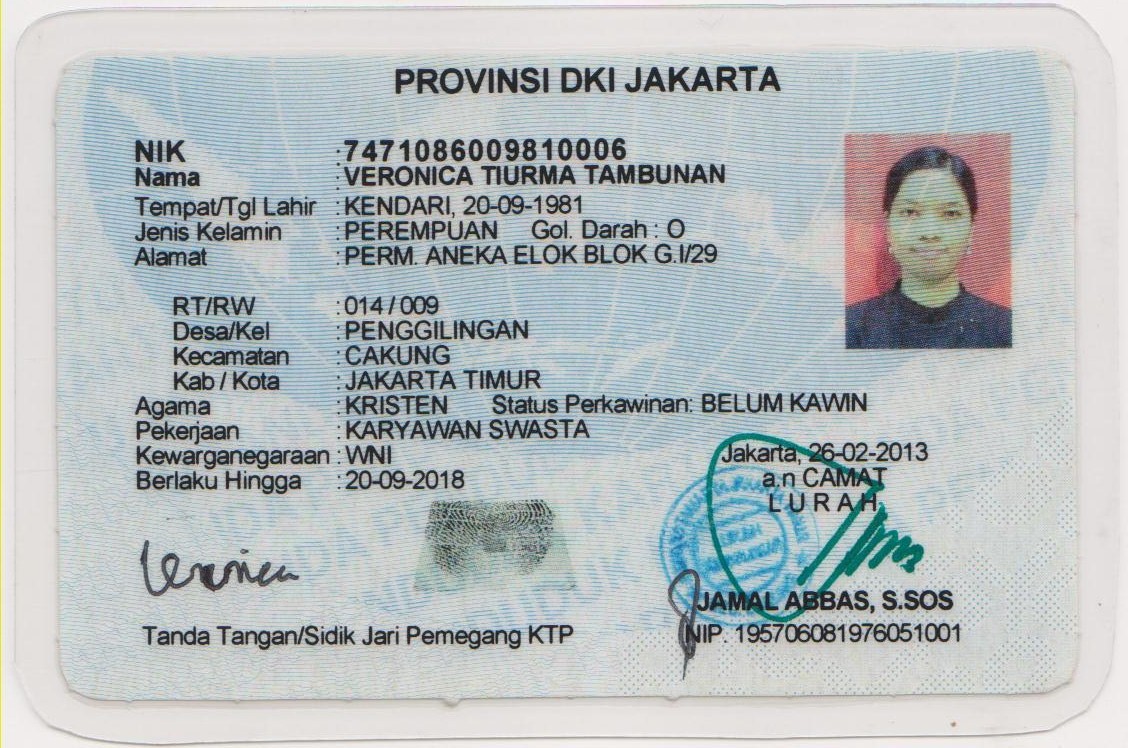 PROVINSI DKI JAKARTA
NIK : 7471086009810006
Nama : VERONICA TIURMA TAMBUNAN
Tempat/Tgl Lahir : KENDARI, 20-09-1981
Jenis Kelamin : PEREMPUAN Gol. Darah : O
Alamat : PERM. ANEKA ELOK BLOK G.I/29
RT/RW : 014 / 009
Desa/Kel : PENGGILINGAN
Kecamatan : CAKUNG
Kab / Kota : JAKARTA TIMUR
Agama : KRISTEN Status Perkawinan: BELUM KAWIN
Pekerjaan : KARYAWAN SWASTA
Kewarganegaraan : WNI
Berlaku Hingga : 20-09-2018
Jakarta, 26-02-2013
a.n CAMAT
L U R A H
Veronica
JAMAL ABBAS, S.SOS
Tanda Tangan/Sidik Jari Pemegang KTP
NIP. 195706081976051001